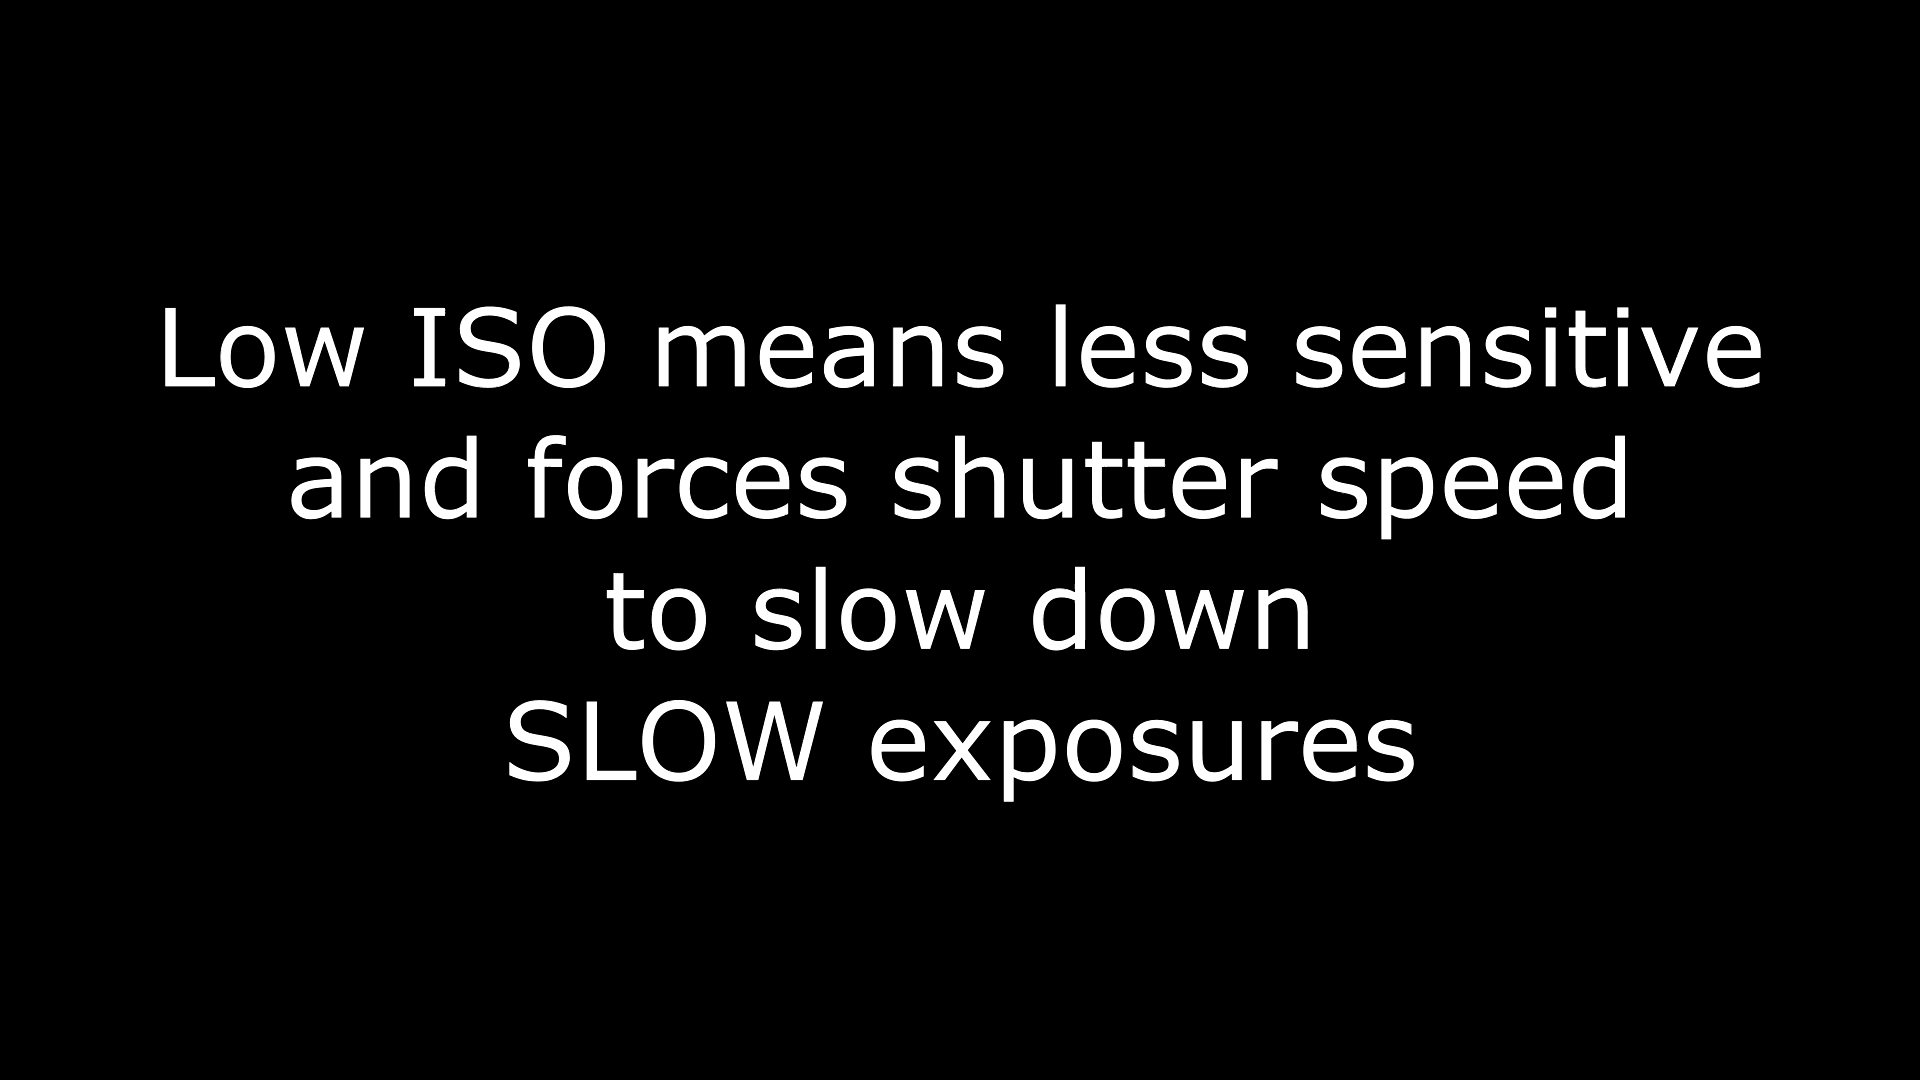 Low ISO means less sensitive
and forces shutter speed
to slow down
SLOW exposures